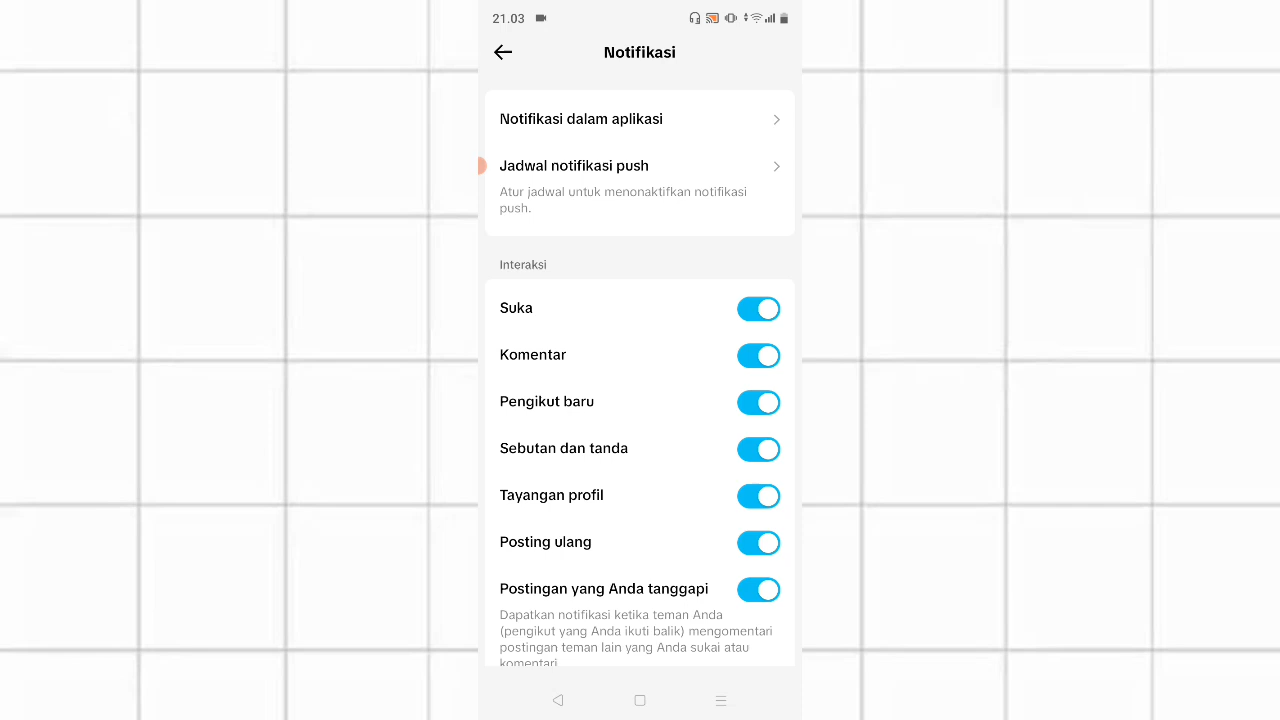 21.03
Notifikasi
Notifikasi dalam aplikasi
Jadwal notifikasi push
Atur jadwal untuk menonaktifkan notifikasi
push.
Interaksi
Suka
Komentar
Pengikut baru
Sebutan dan tanda
Tayangan profil
Posting ulang
Postingan yang Anda tanggapi
Dapatkan notifikasi ketika teman Anda
(pengikut yang Anda ikuti balik) mengomentari
postingan teman lain yang Anda sukai atau
komentari